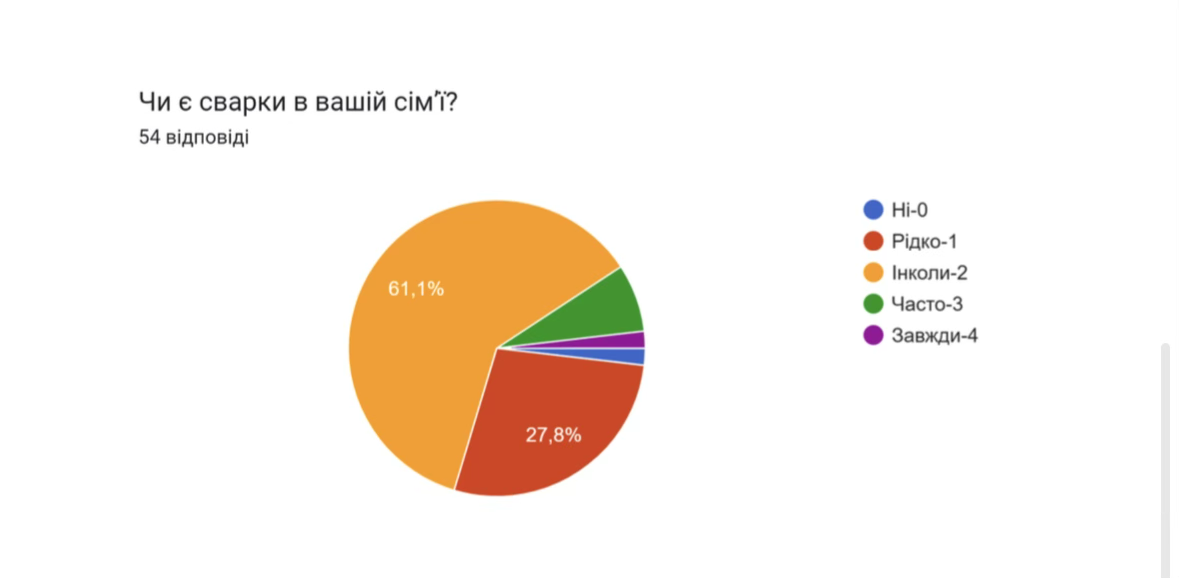 Чи є сварки в вашій сім’ї?
54 відповіді
61,1%
27,8%
Ні-0
Рідко-1
Інколи-2
Часто-3
Завжди-4